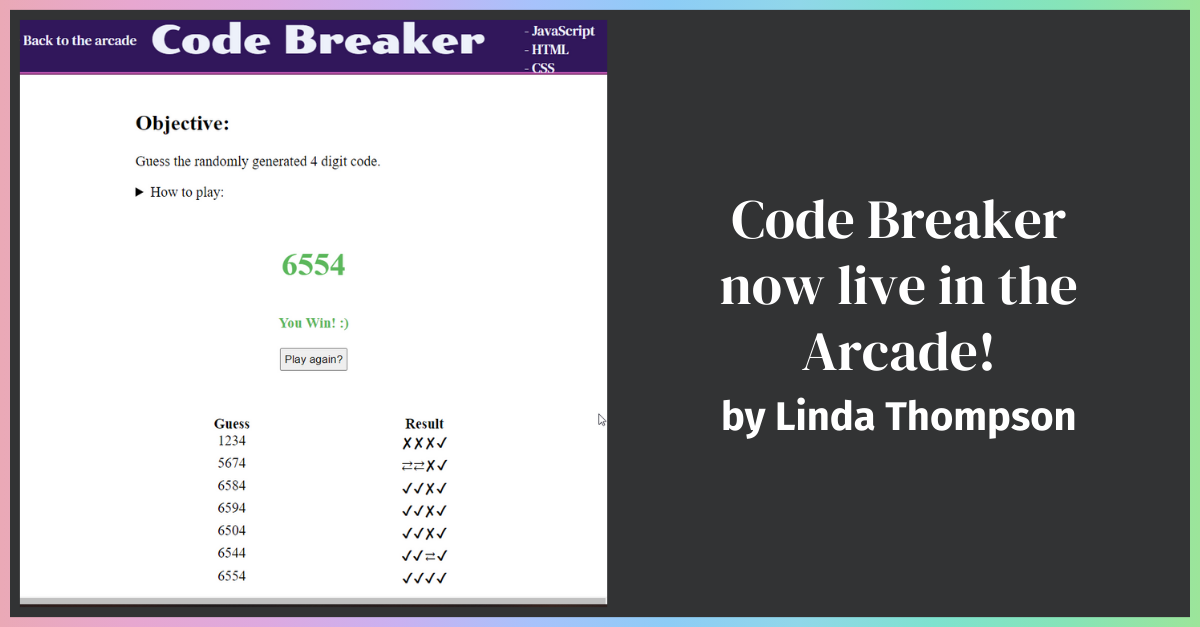 Back to the arcade
Code Breaker
- JavaScript
- HTML
- CSS
Objective:
Guess the randomly generated 4 digit code.
▶ How to play:
6554
You Win! :)
Play again?
Guess Result
1234 ✗✗✗✓
5674 ⇄⇄✗✓
6584 ✓✓✗✓
6594 ✓✓✗✓
6504 ✓✓✗✓
6544 ✓✓⇄✓
6554 ✓✓✓✓
Code Breaker
now live in the
Arcade!
by Linda Thompson